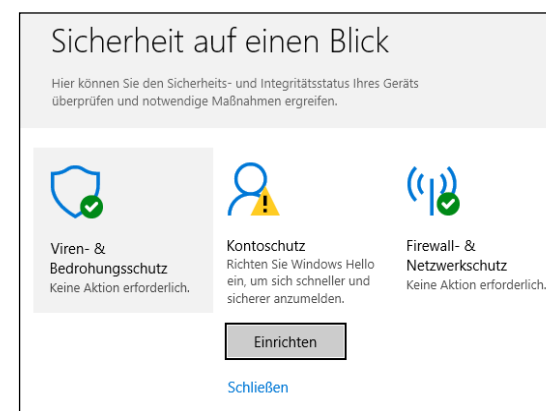 Sicherheit auf einen Blick
Hier können Sie den Sicherheits- und Integritätsstatus Ihres Geräts
überprüfen und notwendige Maßnahmen ergreifen.
Viren- &
Bedrohungsschutz
Keine Aktion erforderlich.
Kontoschutz
Richten Sie Windows Hello
ein, um sich schneller und
sicherer anzumelden.
Einrichten
Schließen
Firewall- &
Netzwerkschutz
Keine Aktion erforderlich.